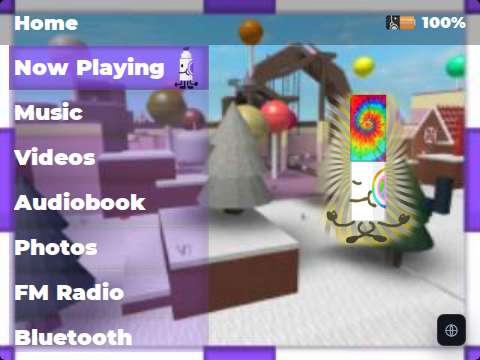 Home
100%
Now Playing
Music
Videos
Audiobook
Photos
FM Radio
Bluetooth